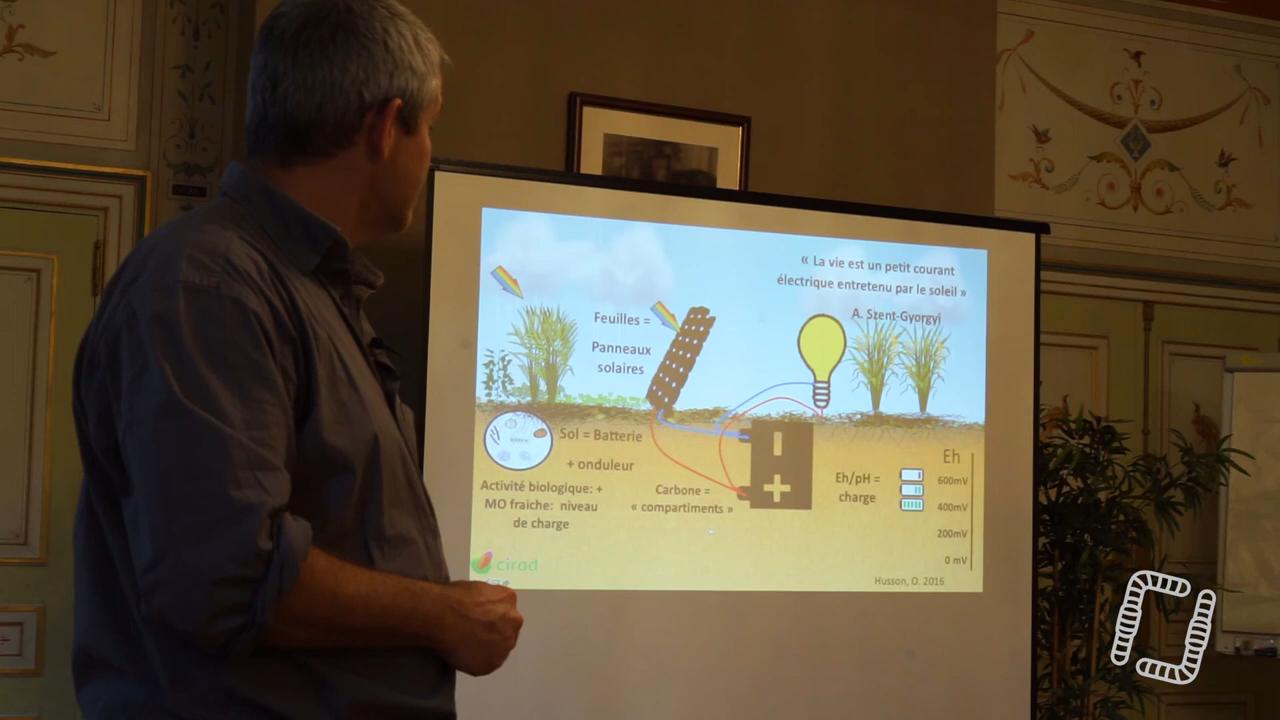 « La vie est un petit courant
électrique entretenu par le soleil »
A. Szent-Gyorgyi
Feuilles =
Panneaux
solaires
Sol = Batterie
+ onduleur
Activité biologique: +
MO fraiche: niveau
de charge
Carbone =
« compartiments »
Eh/pH =
charge
Eh
600mV
400mV
200mV
0 mV
cirad
Husson, O. 2016